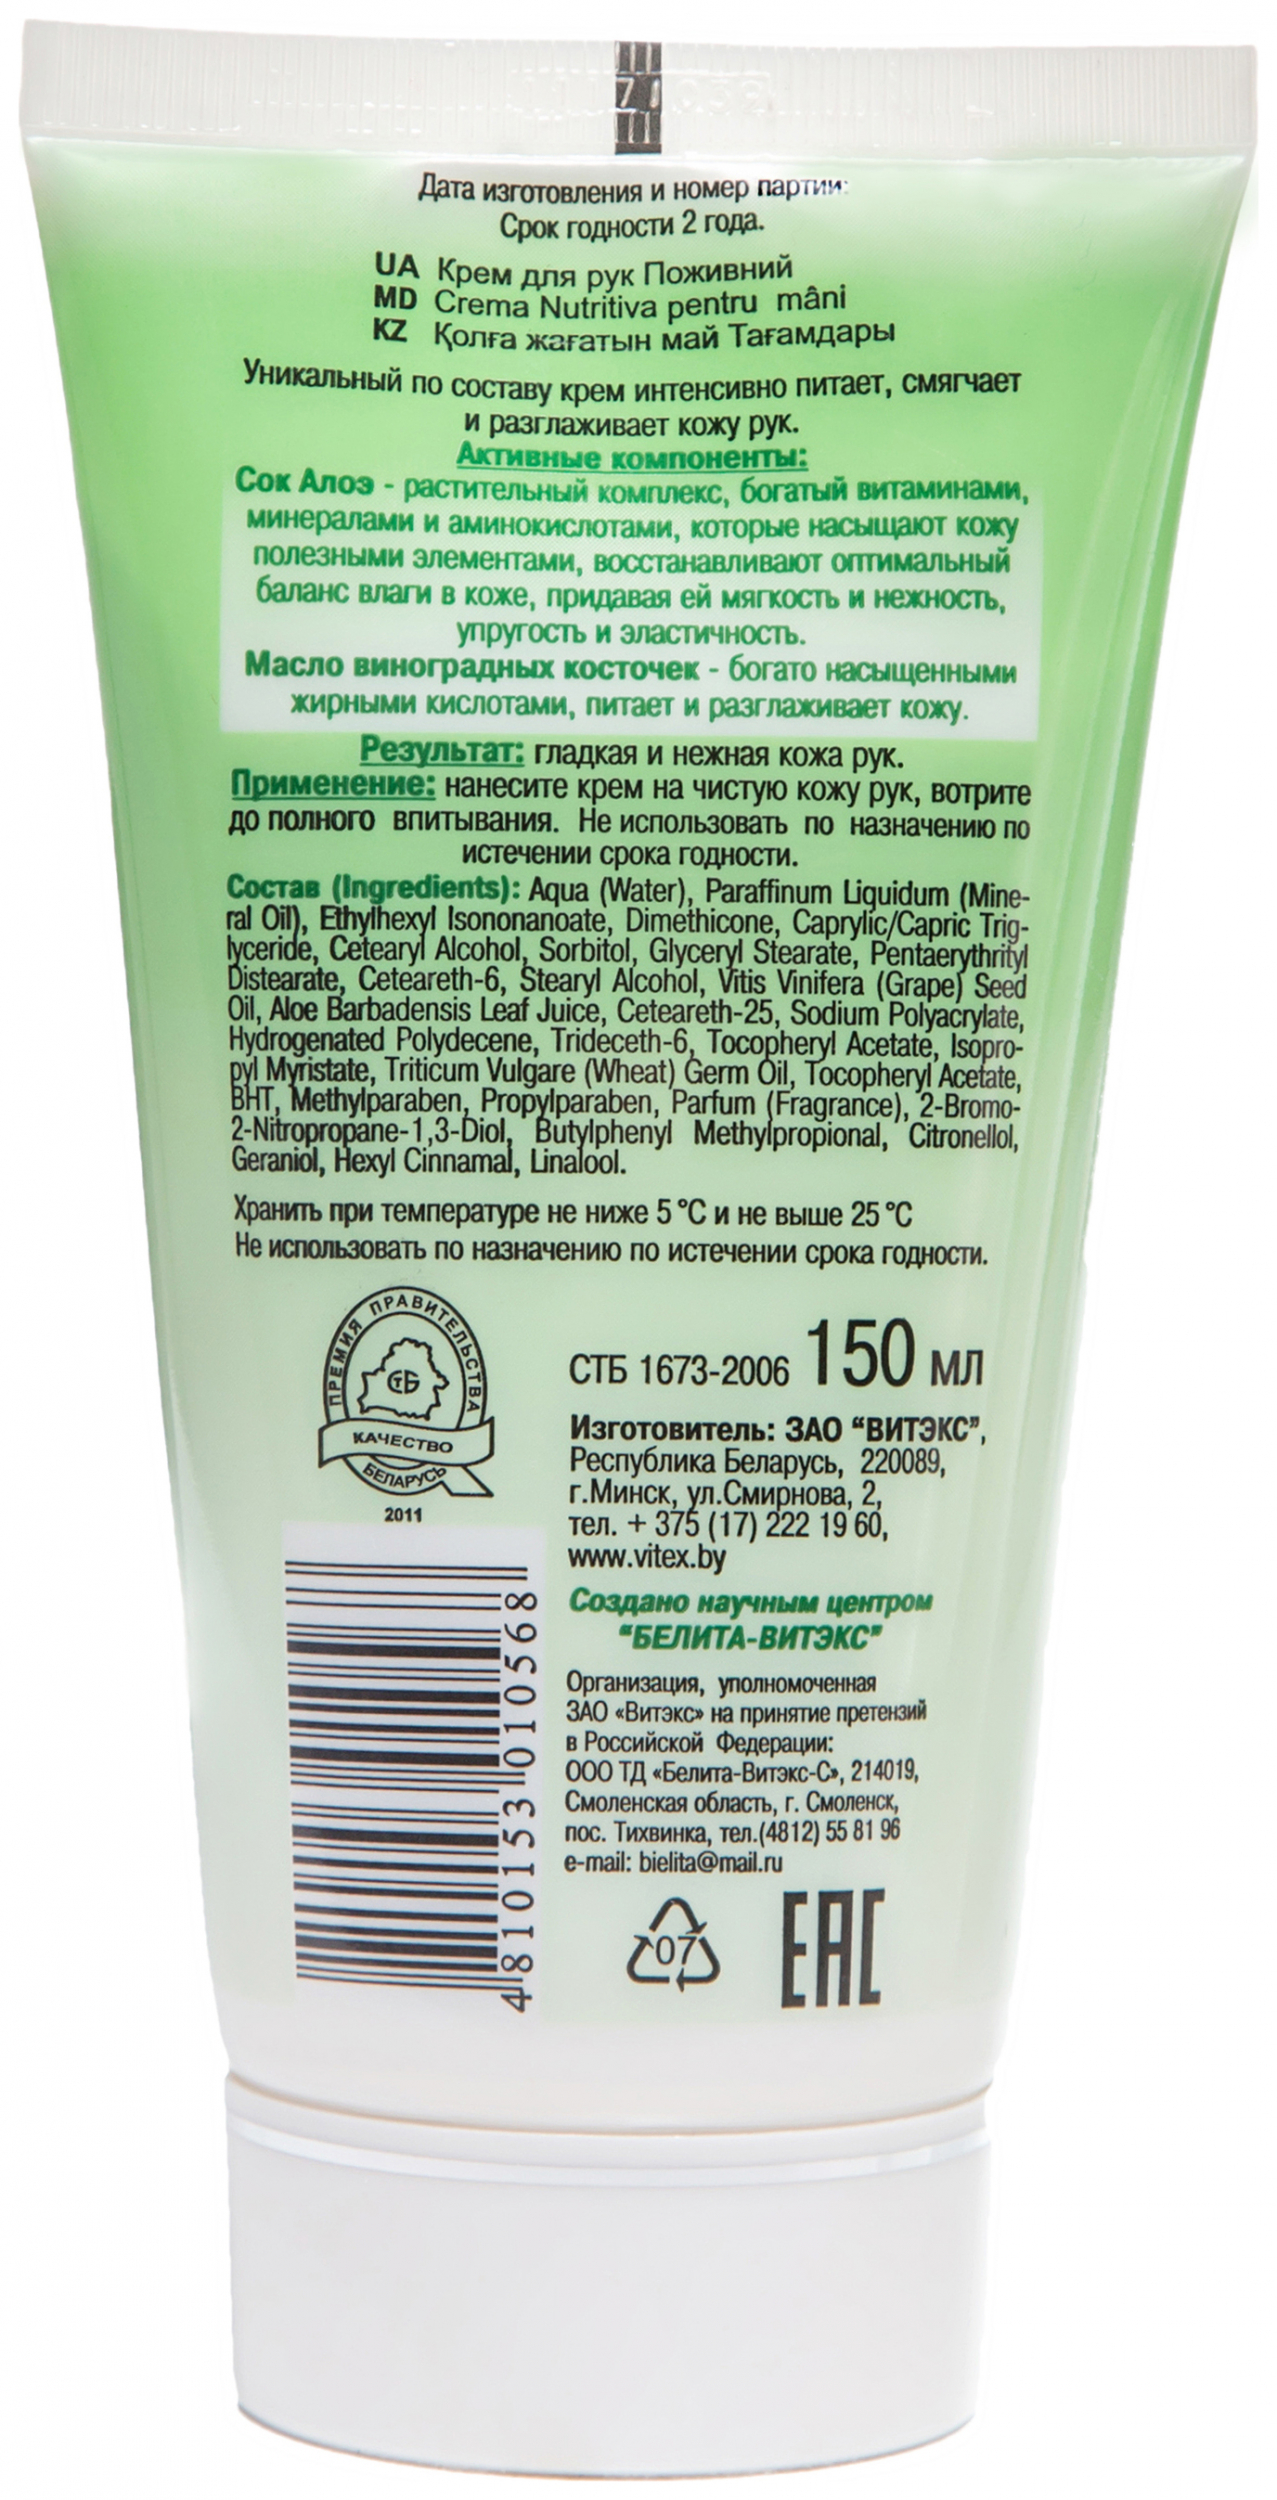 Дата изготовления и номер партии:
Срок годности 2 года.
UA Крем для рук Поживний
MD Crema Nutritiva pentru mâni
KZ Қолға жағатын май Тағамдары
Уникальный по составу крем интенсивно питает, смягчает
и разглаживает кожу рук.
Активные компоненты:
Сок Алоэ - растительный комплекс, богатый витаминами,
минералами и аминокислотами, которые насыщают кожу
полезными элементами, восстанавливают оптимальный
баланс влаги в коже, придавая ей мягкость и нежность,
упругость и эластичность.
Масло виноградных косточек - богато насыщенными
жирными кислотами, питает и разглаживает кожу.
Результат: гладкая и нежная кожа рук.
Применение: нанесите крем на чистую кожу рук, вотрите
до полного впитывания. Не использовать по назначению по
истечении срока годности.
Состав (Ingredients): Aqua (Water), Paraffinum Liquidum (Mine-
ral Oil), Ethylhexyl Isononanoate, Dimethicone, Caprylic/Capric Trig-
lyceride, Cetearyl Alcohol, Sorbitol, Glyceryl Stearate, Pentaerythrityl
Distearate, Ceteareth-6, Stearyl Alcohol, Vitis Vinifera (Grape) Seed
Oil, Aloe Barbadensis Leaf Juice, Ceteareth-25, Sodium Polyacrylate,
Hydrogenated Polydecene, Trideceth-6, Tocopheryl Acetate, Isopro-
pyl Myristate, Triticum Vulgare (Wheat) Germ Oil, Tocopheryl Acetate,
BHT, Methylparaben, Propylparaben, Parfum (Fragrance), 2-Bromo-
2-Nitropropane-1,3-Diol, Butylphenyl Methylpropional, Citronellol,
Geraniol, Hexyl Cinnamal, Linalool.
Хранить при температуре не ниже 5 °C и не выше 25 °C
Не использовать по назначению по истечении срока годности.
ПРЕМИЯ ПРАВИТЕЛЬСТВА
СТБ
КАЧЕСТВО
БЕЛАРУСЬ
2011
СТБ 1673-2006 150 мл
Изготовитель: ЗАО "ВИТЭКС",
Республика Беларусь, 220089,
г.Минск, ул.Смирнова, 2,
тел. + 375 (17) 222 19 60,
www.vitex.by
Создано научным центром
"БЕЛИТА-ВИТЭКС"
Организация, уполномоченная
ЗАО «Витэкс» на принятие претензий
в Российской Федерации:
ООО ТД «Белита-Витэкс-С», 214019,
Смоленская область, г. Смоленск,
пос. Тихвинка, тел.(4812) 55 81 96
e-mail: bielita@mail.ru
4810153010568
07
EAC